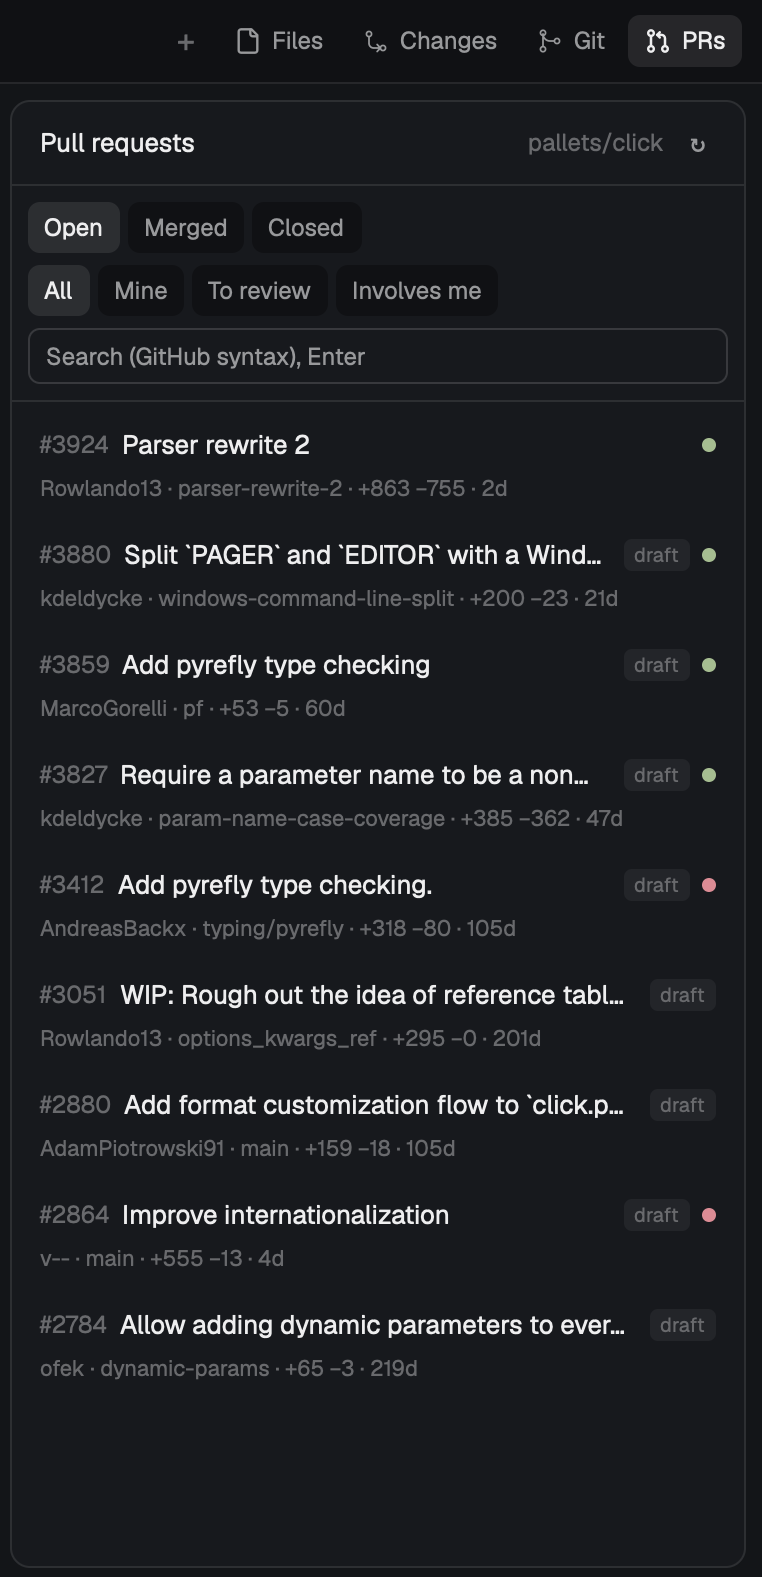 + Files Changes Git PRs
Pull requests pallets/click ↻
Open Merged Closed
All Mine To review Involves me
Search (GitHub syntax), Enter
#3924 Parser rewrite 2
Rowlando13 · parser-rewrite-2 · +863 −755 · 2d
#3880 Split `PAGER` and `EDITOR` with a Wind... draft
kdeldycke · windows-command-line-split · +200 −23 · 21d
#3859 Add pyrefly type checking draft
MarcoGorelli · pf · +53 −5 · 60d
#3827 Require a parameter name to be a non... draft
kdeldycke · param-name-case-coverage · +385 −362 · 47d
#3412 Add pyrefly type checking. draft
AndreasBackx · typing/pyrefly · +318 −80 · 105d
#3051 WIP: Rough out the idea of reference tabl... draft
Rowlando13 · options_kwargs_ref · +295 −0 · 201d
#2880 Add format customization flow to `click.p... draft
AdamPiotrowski91 · main · +159 −18 · 105d
#2864 Improve internationalization draft
v-- · main · +555 −13 · 4d
#2784 Allow adding dynamic parameters to ever... draft
ofek · dynamic-params · +65 −3 · 219d